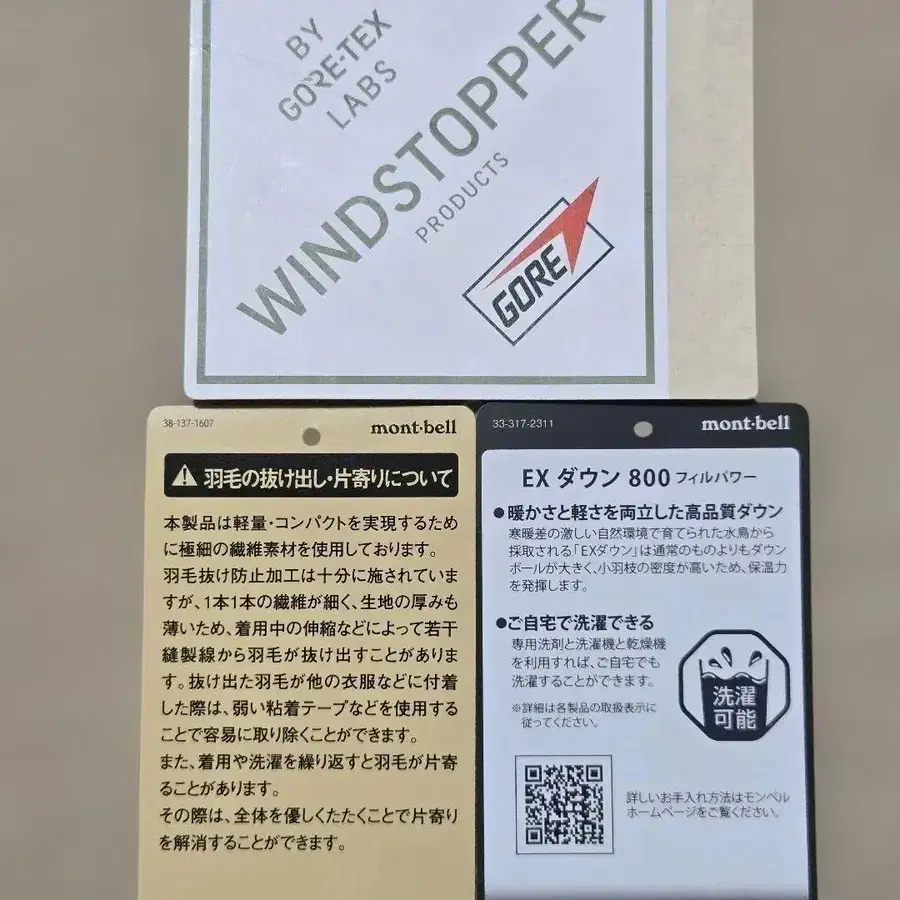 BY
GORE-TEX
LABS
WINDSTOPPER
PRODUCTS
GORE
38-137-1607
mont·bell
羽毛の抜け出し・片寄りについて
本製品は軽量・コンパクトを実現するため
に極細の繊維素材を使用しております。
羽毛抜け防止加工は十分に施されていま
すが、1本1本の繊維が細く、生地の厚みも
薄いため、着用中の伸縮などによって若干
縫製線から羽毛が抜け出すことがありま
す。抜け出た羽毛が他の衣服などに付着
した際は、弱い粘着テープなどを使用する
ことで容易に取り除くことができます。
また、着用や洗濯を繰り返すと羽毛が片寄
ることがあります。
その際は、全体を優しくたたくことで片寄り
を解消することができます。
33-317-2311
mont·bell
EX ダウン 800 フィルパワー
●暖かさと軽さを両立した高品質ダウン
寒暖差の激しい自然環境で育てられた水鳥から
採取される「EXダウン」は通常のものよりもダウン
ボールが大きく、小羽枝の密度が高いため、保温力
を発揮します。
●ご自宅で洗濯できる
専用洗剤と洗濯機と乾燥機
を利用すれば、ご自宅でも
洗濯することができます。
※詳細は各製品の取扱表示に
従ってください。
洗濯
可能
詳しいお手入れ方法はモンベル
ホームページをご覧ください。